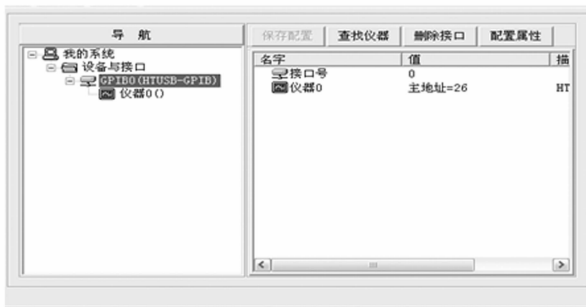 导 航
我的系统
设备与接口
GPIB0(HTUSB-GPIB)
仪器0()
保存配置 查找仪器 删除接口 配置属性
名字 值 描
接口号 0
仪器0 主地址=26 HT